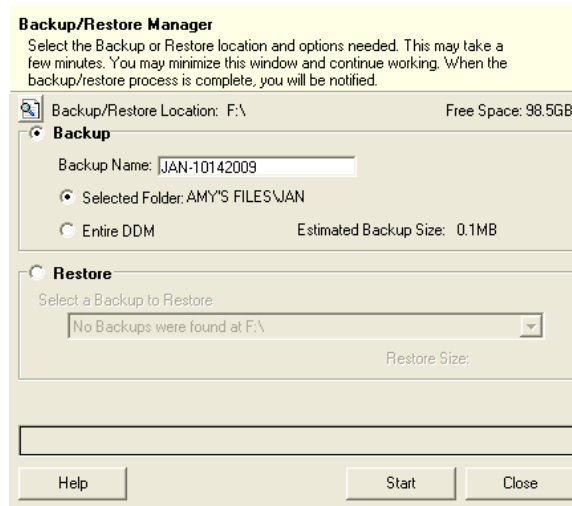 Backup/Restore Manager
Select the Backup or Restore location and options needed. This may take a
few minutes. You may minimize this window and continue working. When the
backup/restore process is complete, you will be notified.
Backup/Restore Location: F:\ Free Space: 98.5GB
Backup
Backup Name: JAN-10142009
Selected Folder: AMY'S FILES\JAN
Entire DDM Estimated Backup Size: 0.1MB
Restore
Select a Backup to Restore
No Backups were found at F:\
Restore Size:
Help Start Close